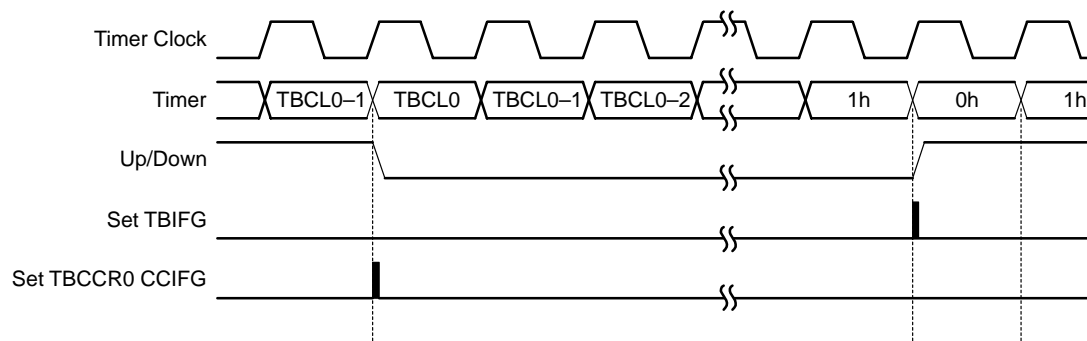 Timer Clock
Timer TBCL0–1 TBCL0 TBCL0–1 TBCL0–2 1h 0h 1h
Up/Down
Set TBIFG
Set TBCCR0 CCIFG